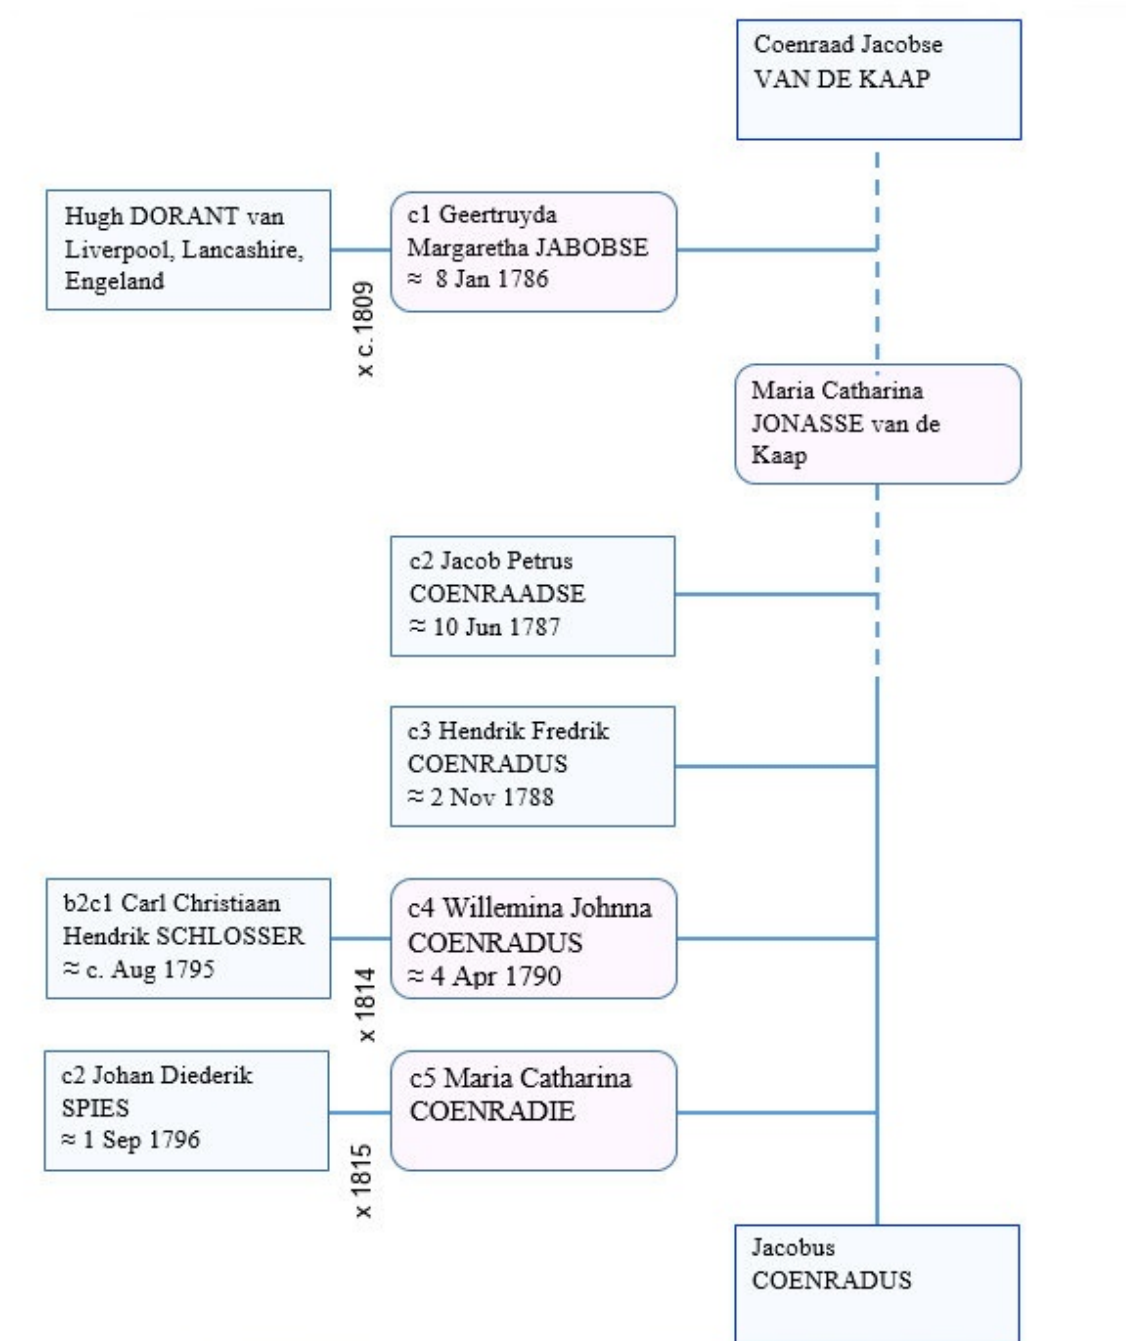 Coenraad Jacobse
VAN DE KAAP
Hugh DORANT van
Liverpool, Lancashire,
Engeland
x c.1809
c1 Geertruyda
Margaretha JABOBSE
≈ 8 Jan 1786
Maria Catharina
JONASSE van de
Kaap
c2 Jacob Petrus
COENRAADSE
≈ 10 Jun 1787
c3 Hendrik Fredrik
COENRADUS
≈ 2 Nov 1788
b2c1 Carl Christiaan
Hendrik SCHLOSSER
≈ c. Aug 1795
x 1814
c4 Willemina Johnna
COENRADUS
≈ 4 Apr 1790
c2 Johan Diederik
SPIES
≈ 1 Sep 1796
x 1815
c5 Maria Catharina
COENRADIE
Jacobus
COENRADUS